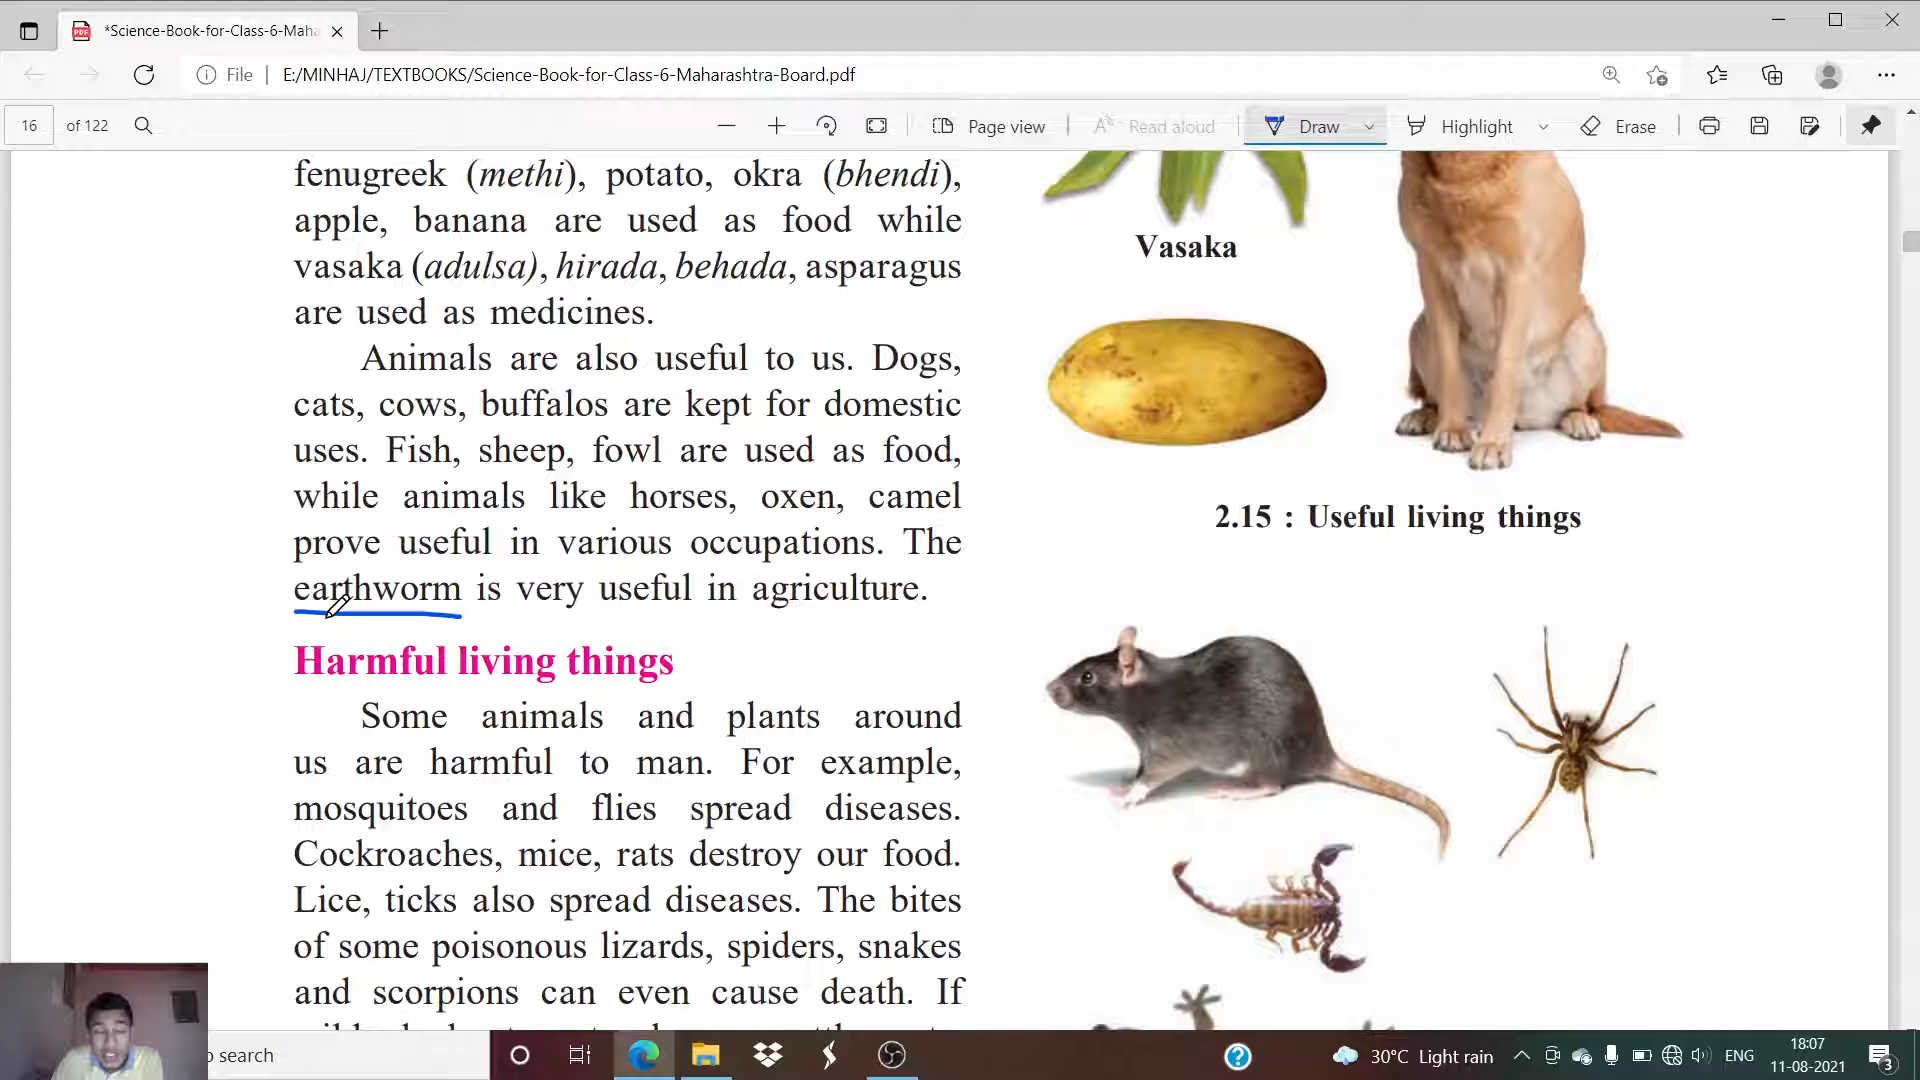 *Science-Book-for-Class-6-Maha
File | E:/MINHAJ/TEXTBOOKS/Science-Book-for-Class-6-Maharashtra-Board.pdf
16 of 122
Page view
Read aloud
Draw
Highlight
Erase
fenugreek (methi), potato, okra (bhendi),
apple, banana are used as food while
vasaka (adulsa), hirada, behada, asparagus
are used as medicines.
Animals are also useful to us. Dogs,
cats, cows, buffalos are kept for domestic
uses. Fish, sheep, fowl are used as food,
while animals like horses, oxen, camel
prove useful in various occupations. The
earthworm is very useful in agriculture.
Harmful living things
Some animals and plants around
us are harmful to man. For example,
mosquitoes and flies spread diseases.
Cockroaches, mice, rats destroy our food.
Lice, ticks also spread diseases. The bites
of some poisonous lizards, spiders, snakes
and scorpions can even cause death. If
Vasaka
2.15 : Useful living things
search
30°C Light rain
ENG
18:07
11-08-2021
3